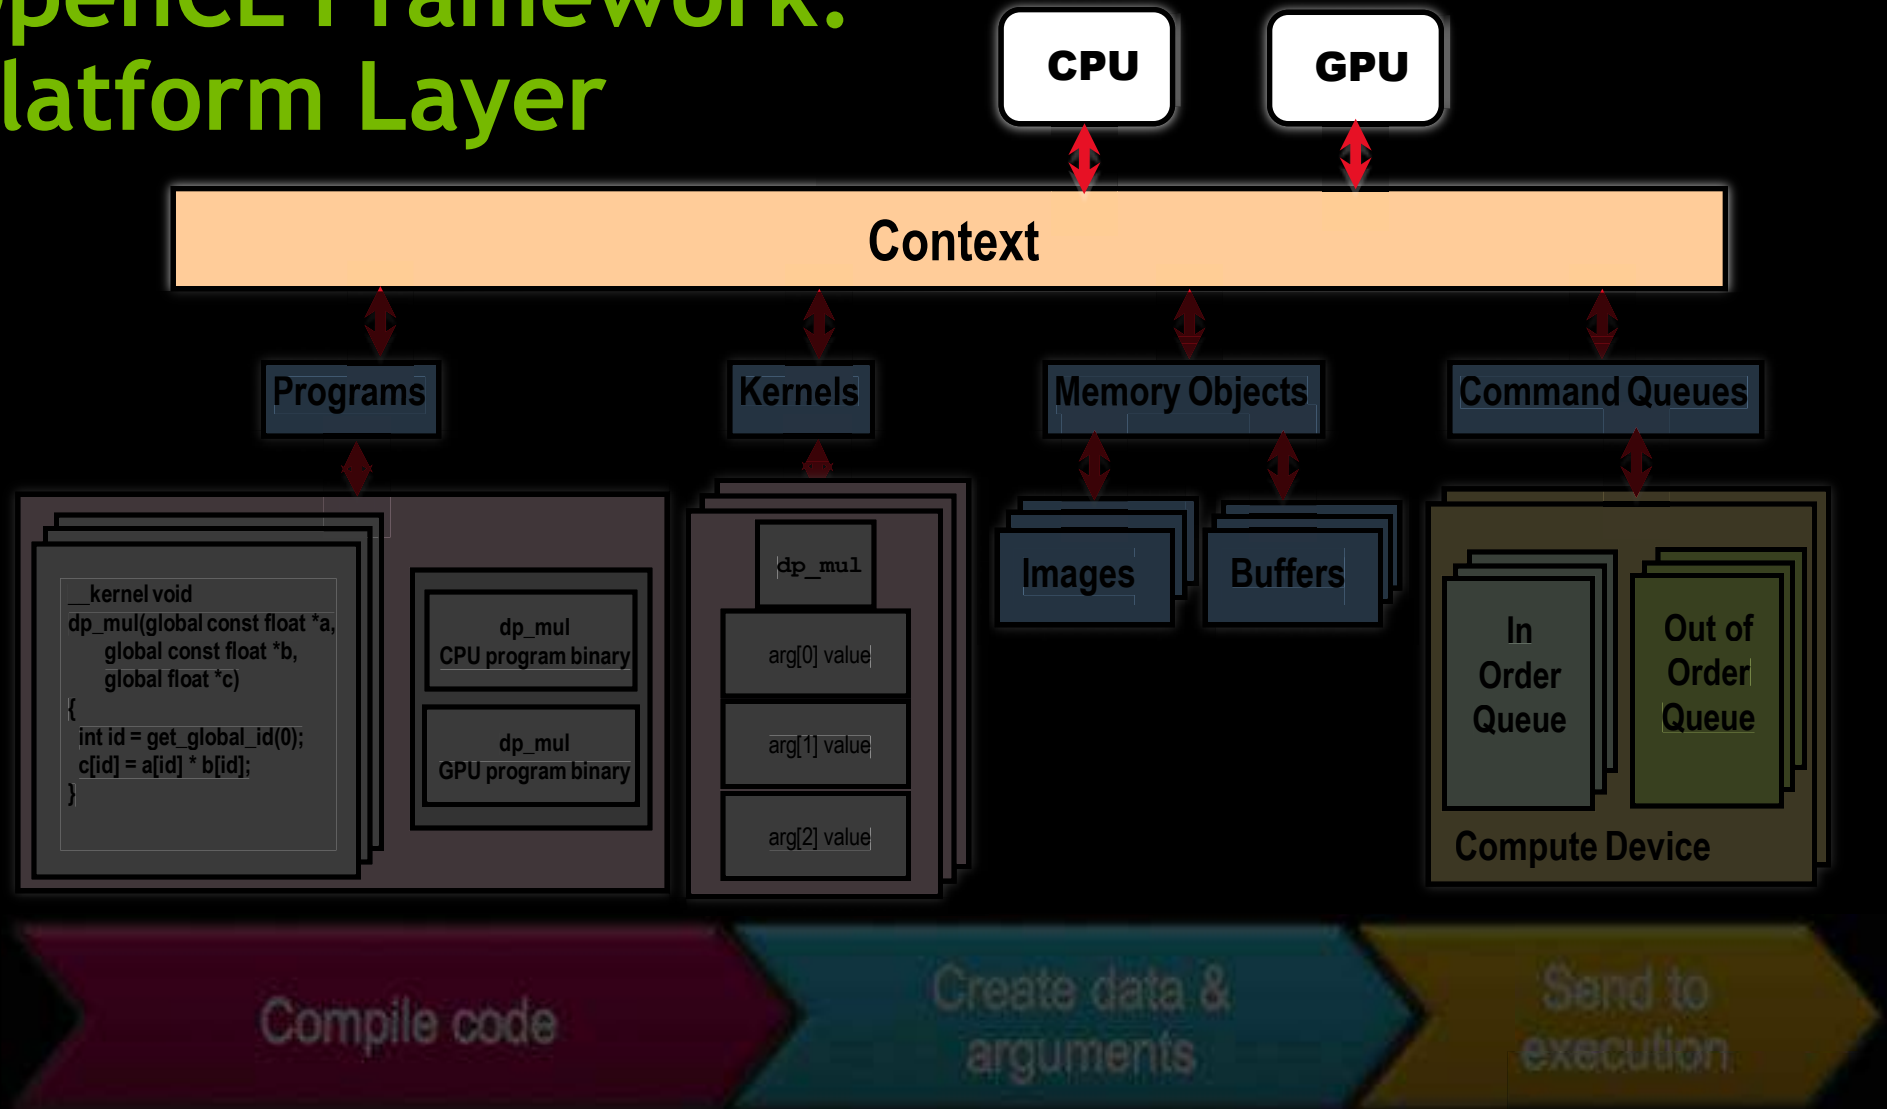 OpenCL Framework:
latform Layer
CPU
GPU
Context
Programs
Kernels
Memory Objects
Command Queues
__kernel void
dp_mul(global const float *a,
global const float *b,
global float *c)
{
int id = get_global_id(0);
c[id] = a[id] * b[id];
}
dp_mul
CPU program binary
dp_mul
GPU program binary
dp_mul
arg[0] value
arg[1] value
arg[2] value
Images
Buffers
In
Order
Queue
Out of
Order
Queue
Compute Device
Compile code
Create data &
arguments
Send to
execution